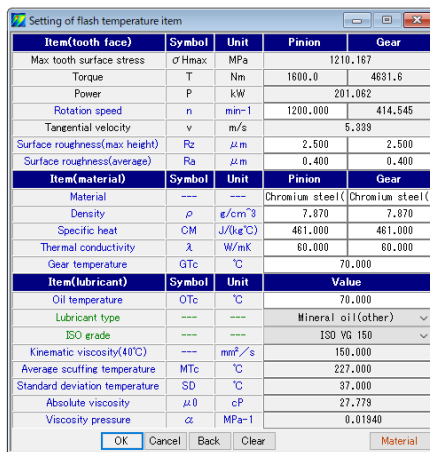 Setting of flash temperature item
Item(tooth face) Symbol Unit Pinion Gear
Max tooth surface stress σHmax MPa 1210.167
Torque T Nm 1600.0 4631.6
Power P kW 201.062
Rotation speed n min-1 1200.000 414.545
Tangential velocity v m/s 5.339
Surface roughness(max height) Rz μm 2.500 2.500
Surface roughness(average) Ra μm 0.400 0.400
Item(material) Symbol Unit Pinion Gear
Material --- --- Chromium steel( Chromium steel(
Density ρ g/cm^3 7.870 7.870
Specific heat CM J/(kg℃) 461.000 461.000
Thermal conductivity λ W/mK 60.000 60.000
Gear temperature GTc ℃ 70.000
Item(lubricant) Symbol Unit Value
Oil temperature OTc ℃ 70.000
Lubricant type --- --- Mineral oil(other)
ISO grade --- --- ISO VG 150
Kinematic viscosity(40℃) --- mm²/s 150.000
Average scuffing temperature MTc ℃ 227.000
Standard deviation temperature SD ℃ 37.000
Absolute viscosity μ0 cP 27.779
Viscosity pressure α MPa-1 0.01940
OK Cancel Back Clear Material